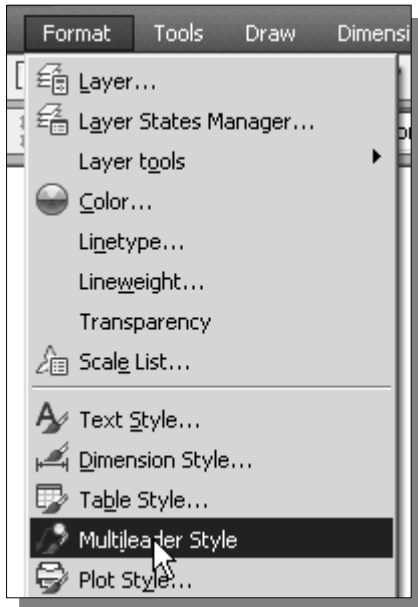 Format Tools Draw Dimensi
Layer...
Layer States Manager...
Layer tools
Color...
Linetype...
Lineweight...
Transparency
Scale List...
Text Style...
Dimension Style...
Table Style...
Multileader Style
Plot Style...